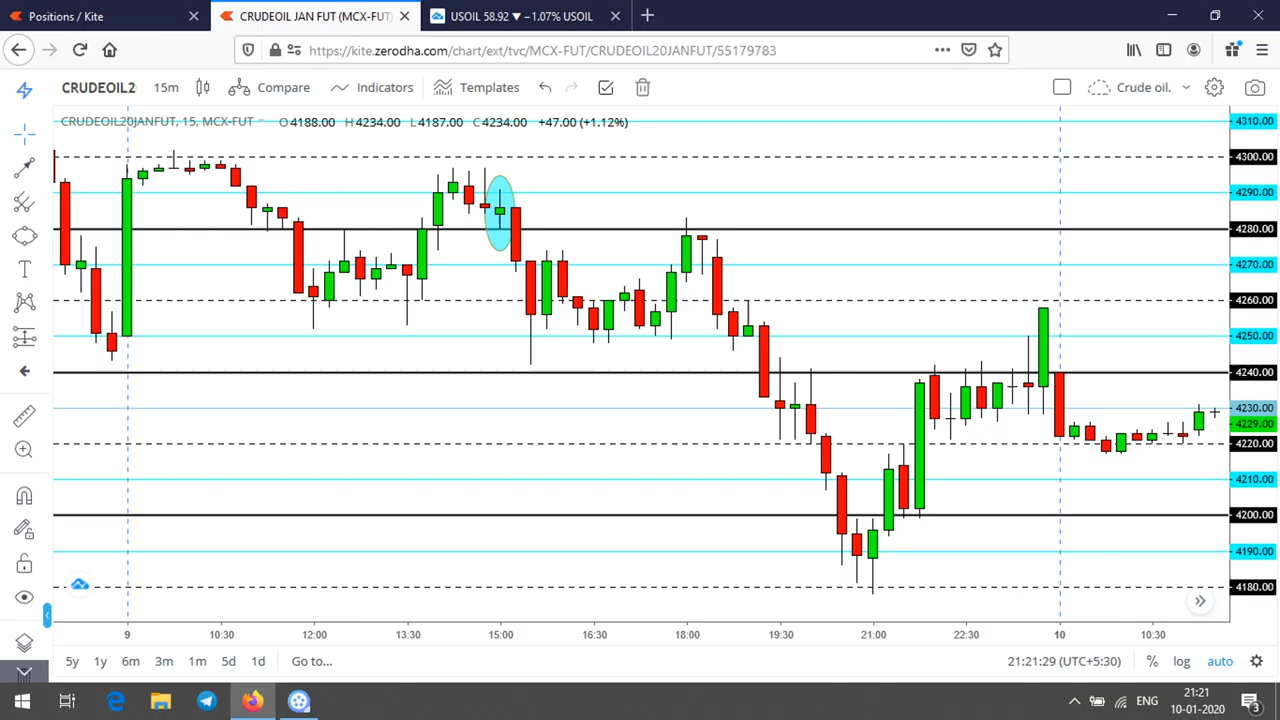 Positions / Kite
CRUDEOIL JAN FUT (MCX-FUT)
USOIL 58.92 ▼ −1.07% USOIL
https://kite.zerodha.com/chart/ext/tvc/MCX-FUT/CRUDEOIL20JANFUT/55179783
CRUDEOIL2 15m Compare Indicators Templates Crude oil.
CRUDEOIL20JANFUT, 15, MCX-FUT O4188.00 H4234.00 L4187.00 C4234.00 +47.00 (+1.12%)
4310.00
4300.00
4290.00
4280.00
4270.00
4260.00
4250.00
4240.00
4230.00
4229.00
4220.00
4210.00
4200.00
4190.00
4180.00
9 10:30 12:00 13:30 15:00 16:30 18:00 19:30 21:00 22:30 10 10:30
5y 1y 6m 3m 1m 5d 1d Go to... 21:21:29 (UTC+5:30) % log auto
ENG
21:21
10-01-2020
3